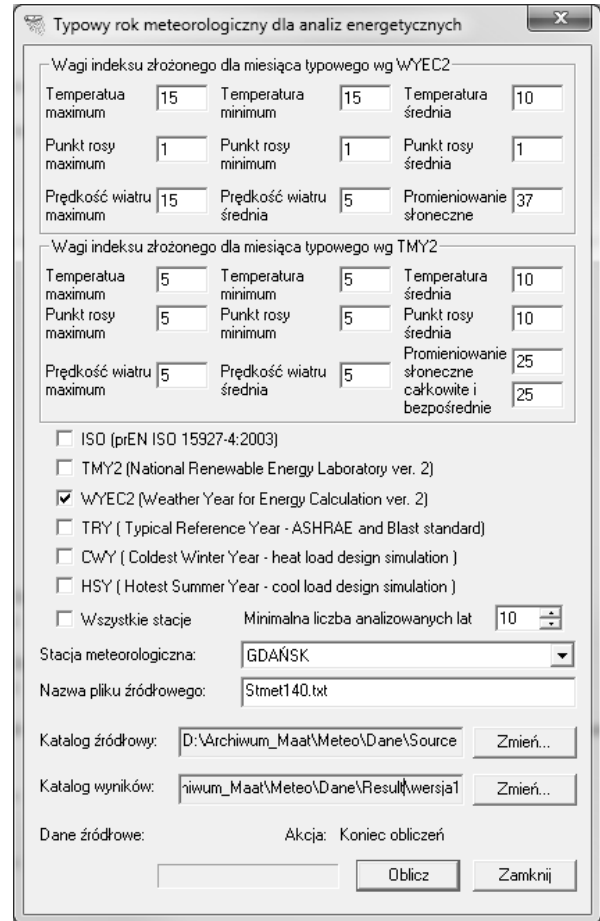 Typowy rok meteorologiczny dla analiz energetycznych
Wagi indeksu złożonego dla miesiąca typowego wg WYEC2
Temperatua maximum 15 Temperatura minimum 15 Temperatura średnia 10
Punkt rosy maximum 1 Punkt rosy minimum 1 Punkt rosy średnia 1
Prędkość wiatru maximum 15 Prędkość wiatru średnia 5 Promieniowanie słoneczne 37
Wagi indeksu złożonego dla miesiąca typowego wg TMY2
Temperatua maximum 5 Temperatura minimum 5 Temperatura średnia 10
Punkt rosy maximum 5 Punkt rosy minimum 5 Punkt rosy średnia 10
Prędkość wiatru maximum 5 Prędkość wiatru średnia 5 Promieniowanie słoneczne całkowite i bezpośrednie 25 25
ISO (prEN ISO 15927-4:2003)
TMY2 (National Renewable Energy Laboratory ver. 2)
WYEC2 (Weather Year for Energy Calculation ver. 2)
TRY ( Typical Reference Year - ASHRAE and Blast standard)
CWY ( Coldest Winter Year - heat load design simulation )
HSY ( Hotest Summer Year - cool load design simulation )
Wszystkie stacje Minimalna liczba analizowanych lat 10
Stacja meteorologiczna: GDAŃSK
Nazwa pliku źródłowego: Stmet140.txt
Katalog źródłowy: D:\Archiwum_Maat\Meteo\Dane\Source Zmień...
Katalog wyników: hiwum_Maat\Meteo\Dane\Result\wersja1 Zmień...
Dane źródłowe: Akcja: Koniec obliczeń
Oblicz Zamknij